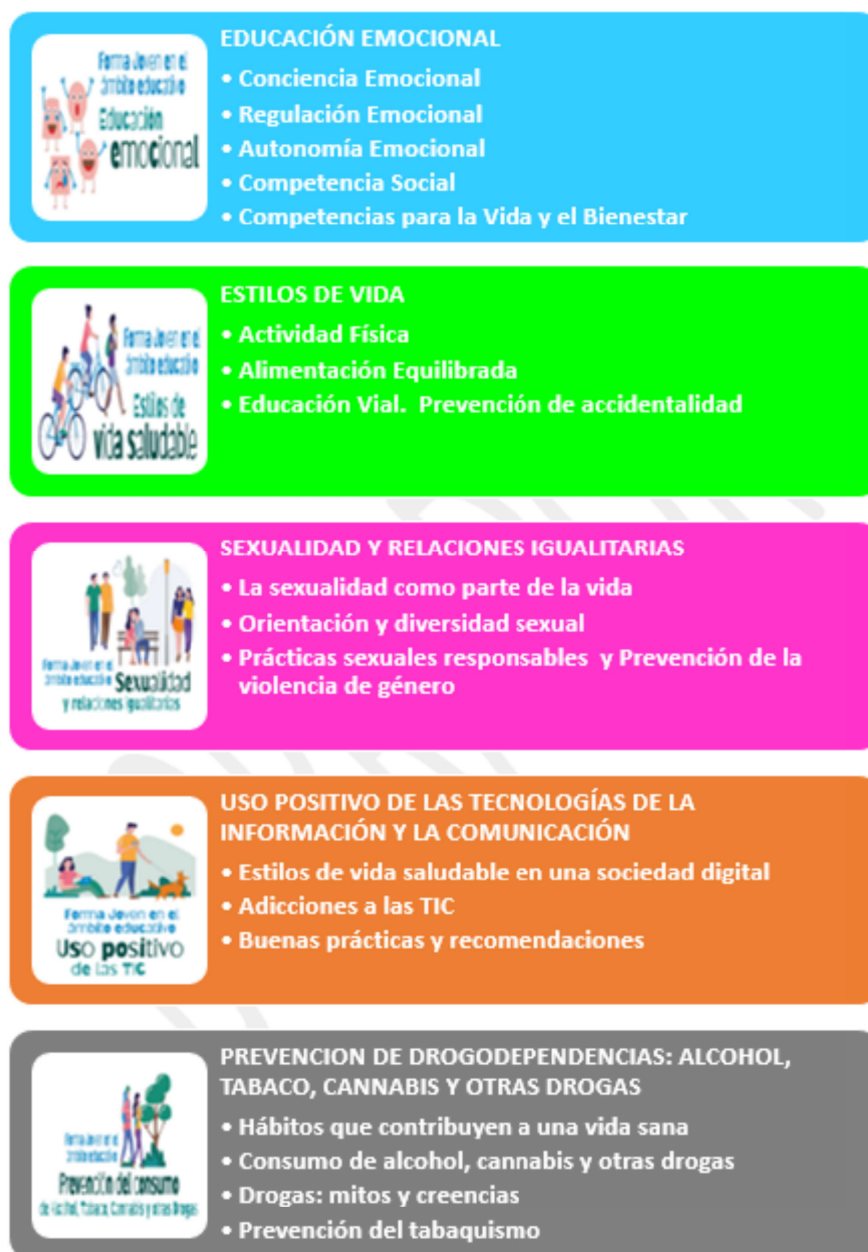 Forma Joven en el
ámbito educativo
Educación
emocional
EDUCACIÓN EMOCIONAL
• Conciencia Emocional
• Regulación Emocional
• Autonomía Emocional
• Competencia Social
• Competencias para la Vida y el Bienestar
Forma Joven en el
ámbito educativo
Estilos de
vida saludable
ESTILOS DE VIDA
• Actividad Física
• Alimentación Equilibrada
• Educación Vial.  Prevención de accidentalidad
Forma Joven en el
ámbito educativo Sexualidad
y relaciones igualitarias
SEXUALIDAD Y RELACIONES IGUALITARIAS
• La sexualidad como parte de la vida
• Orientación y diversidad sexual
• Prácticas sexuales responsables  y Prevención de la
violencia de género
Forma Joven en el
ámbito educativo
Uso positivo
de las TIC
USO POSITIVO DE LAS TECNOLOGÍAS DE LA
INFORMACIÓN Y LA COMUNICACIÓN
• Estilos de vida saludable en una sociedad digital
• Adicciones a las TIC
• Buenas prácticas y recomendaciones
Forma Joven en el
ámbito educativo
Prevención del consumo
de Alcohol, Tabaco, Cannabis y otras Drogas
PREVENCION DE DROGODEPENDENCIAS: ALCOHOL,
TABACO, CANNABIS Y OTRAS DROGAS
• Hábitos que contribuyen a una vida sana
• Consumo de alcohol, cannabis y otras drogas
• Drogas: mitos y creencias
• Prevención del tabaquismo